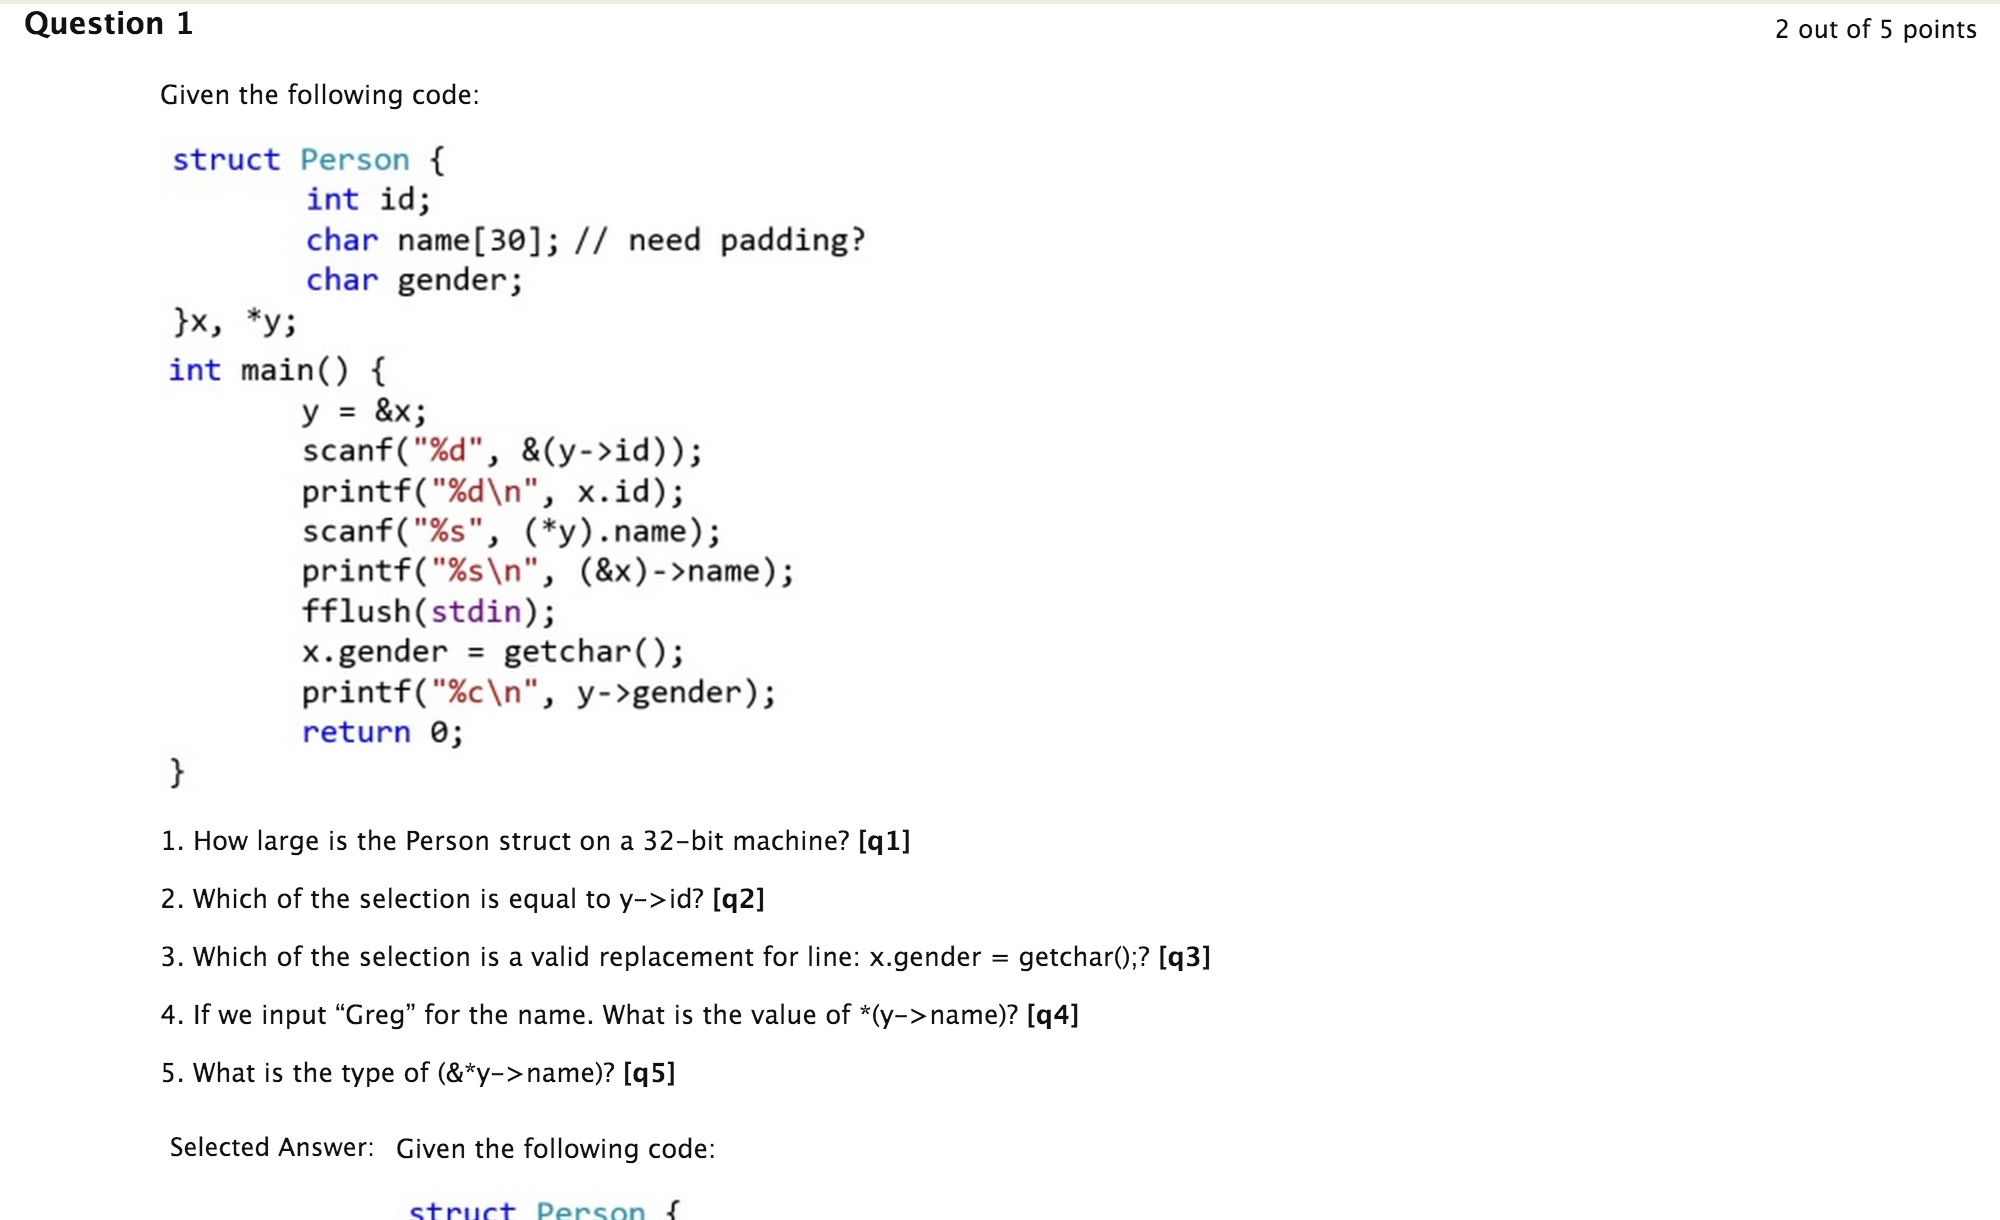 Question 1
2 out of 5 points
Given the following code:
struct Person {
int id;
char name[30]; // need padding?
char gender;
}x, *y;
int main() {
y = &x;
scanf("%d", &(y->id));
printf("%d\n", x.id);
scanf("%s", (*y).name);
printf("%s\n", (&x)->name);
fflush(stdin);
x.gender = getchar();
printf("%c\n", y->gender);
return 0;
}
1. How large is the Person struct on a 32-bit machine? [q1]
2. Which of the selection is equal to y->id? [q2]
3. Which of the selection is a valid replacement for line: x.gender = getchar();? [q3]
4. If we input “Greg” for the name. What is the value of *(y->name)? [q4]
5. What is the type of (&*y->name)? [q5]
Selected Answer: Given the following code:
struct Person {